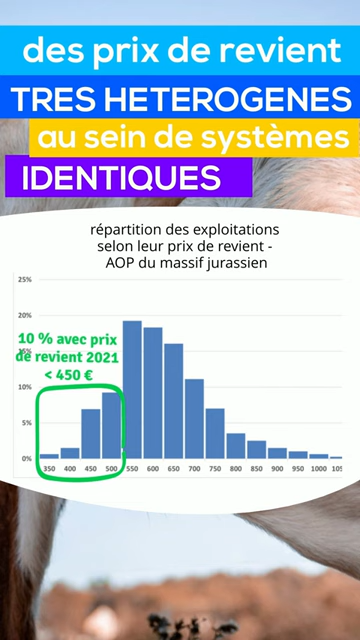 des prix de revient
TRES HETEROGENES
au sein de systèmes
IDENTIQUES
répartition des exploitations
selon leur prix de revient -
AOP du massif jurassien
25%
20%
10 % avec prix
de revient 2021
< 450 €
10%
5%
0%
350 400 450 500 550 600 650 700 750 800 850 900 950 1000 105